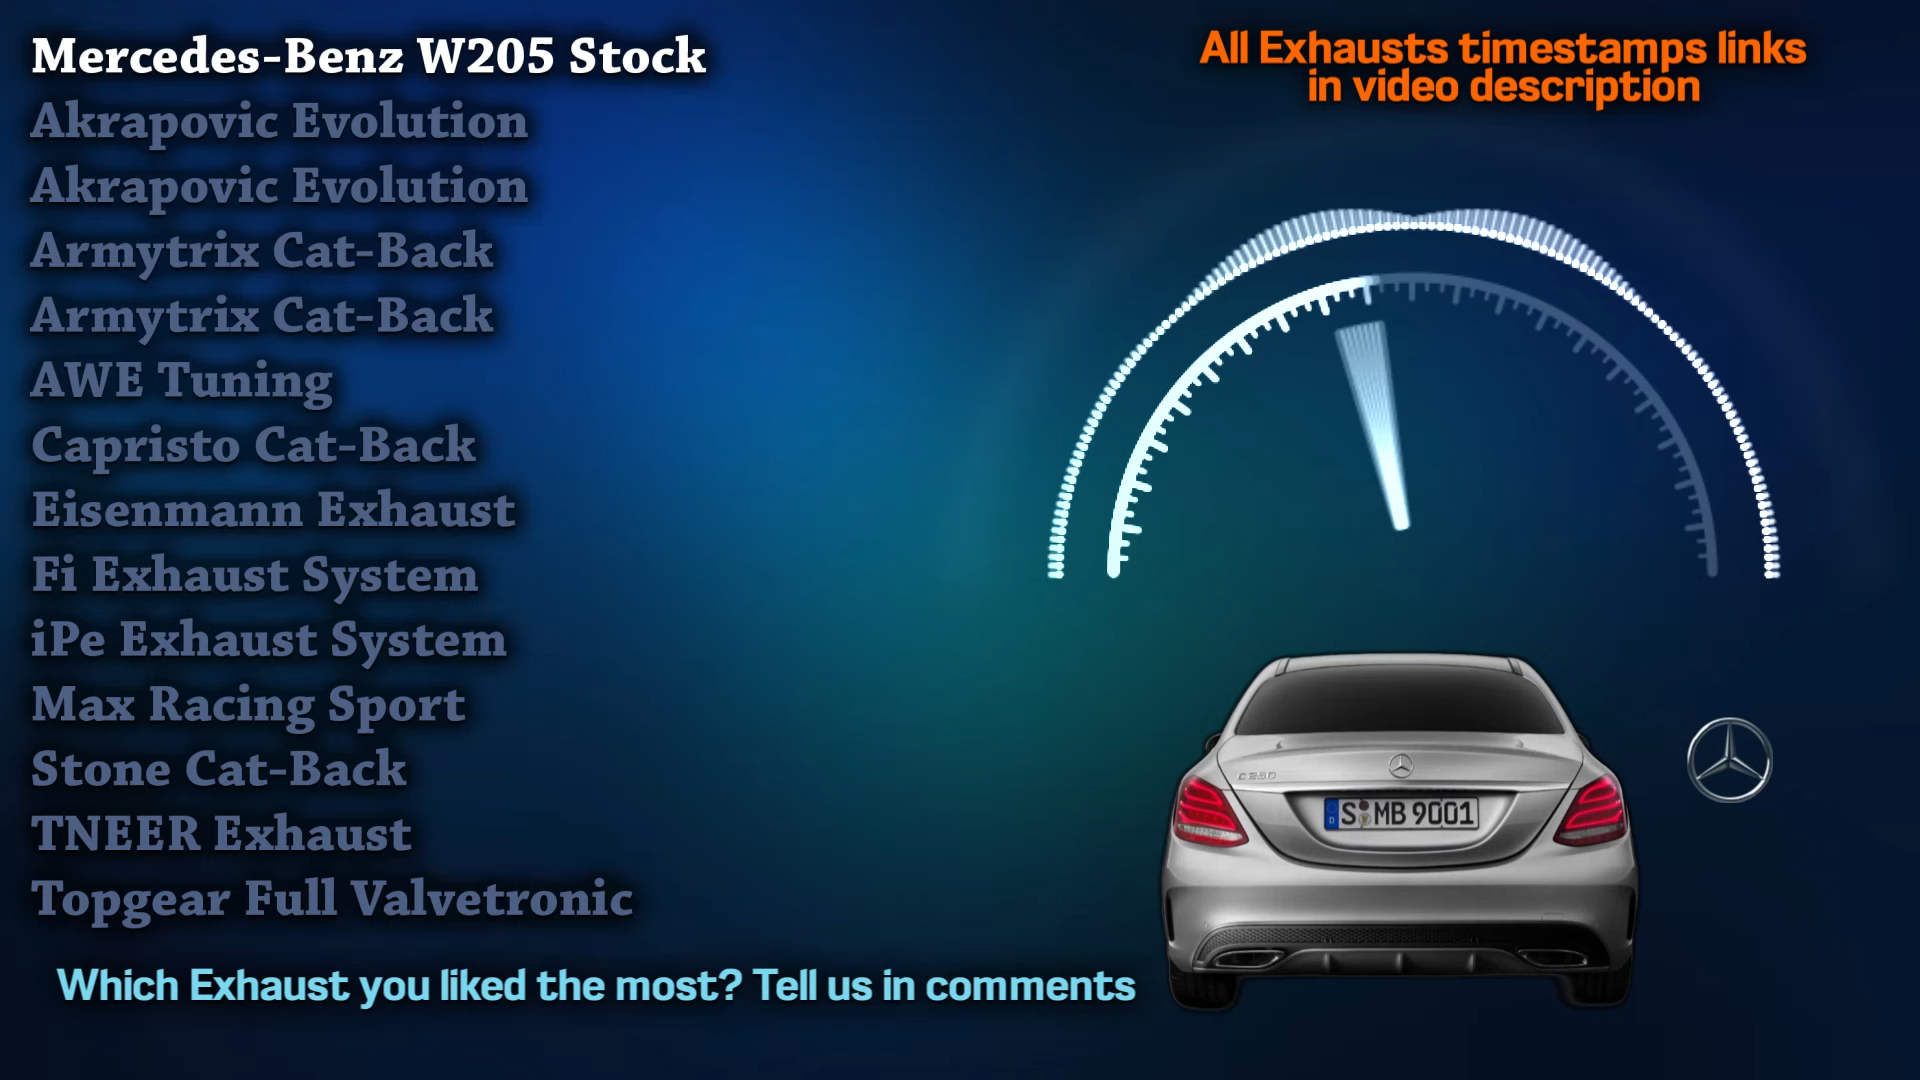 Mercedes-Benz W205 Stock
Akrapovic Evolution
Akrapovic Evolution
Armytrix Cat-Back
Armytrix Cat-Back
AWE Tuning
Capristo Cat-Back
Eisenmann Exhaust
Fi Exhaust System
iPe Exhaust System
Max Racing Sport
Stone Cat-Back
TNEER Exhaust
Topgear Full Valvetronic
Which Exhaust you liked the most? Tell us in comments
All Exhausts timestamps links
in video description
C 250
D
S MB 9001